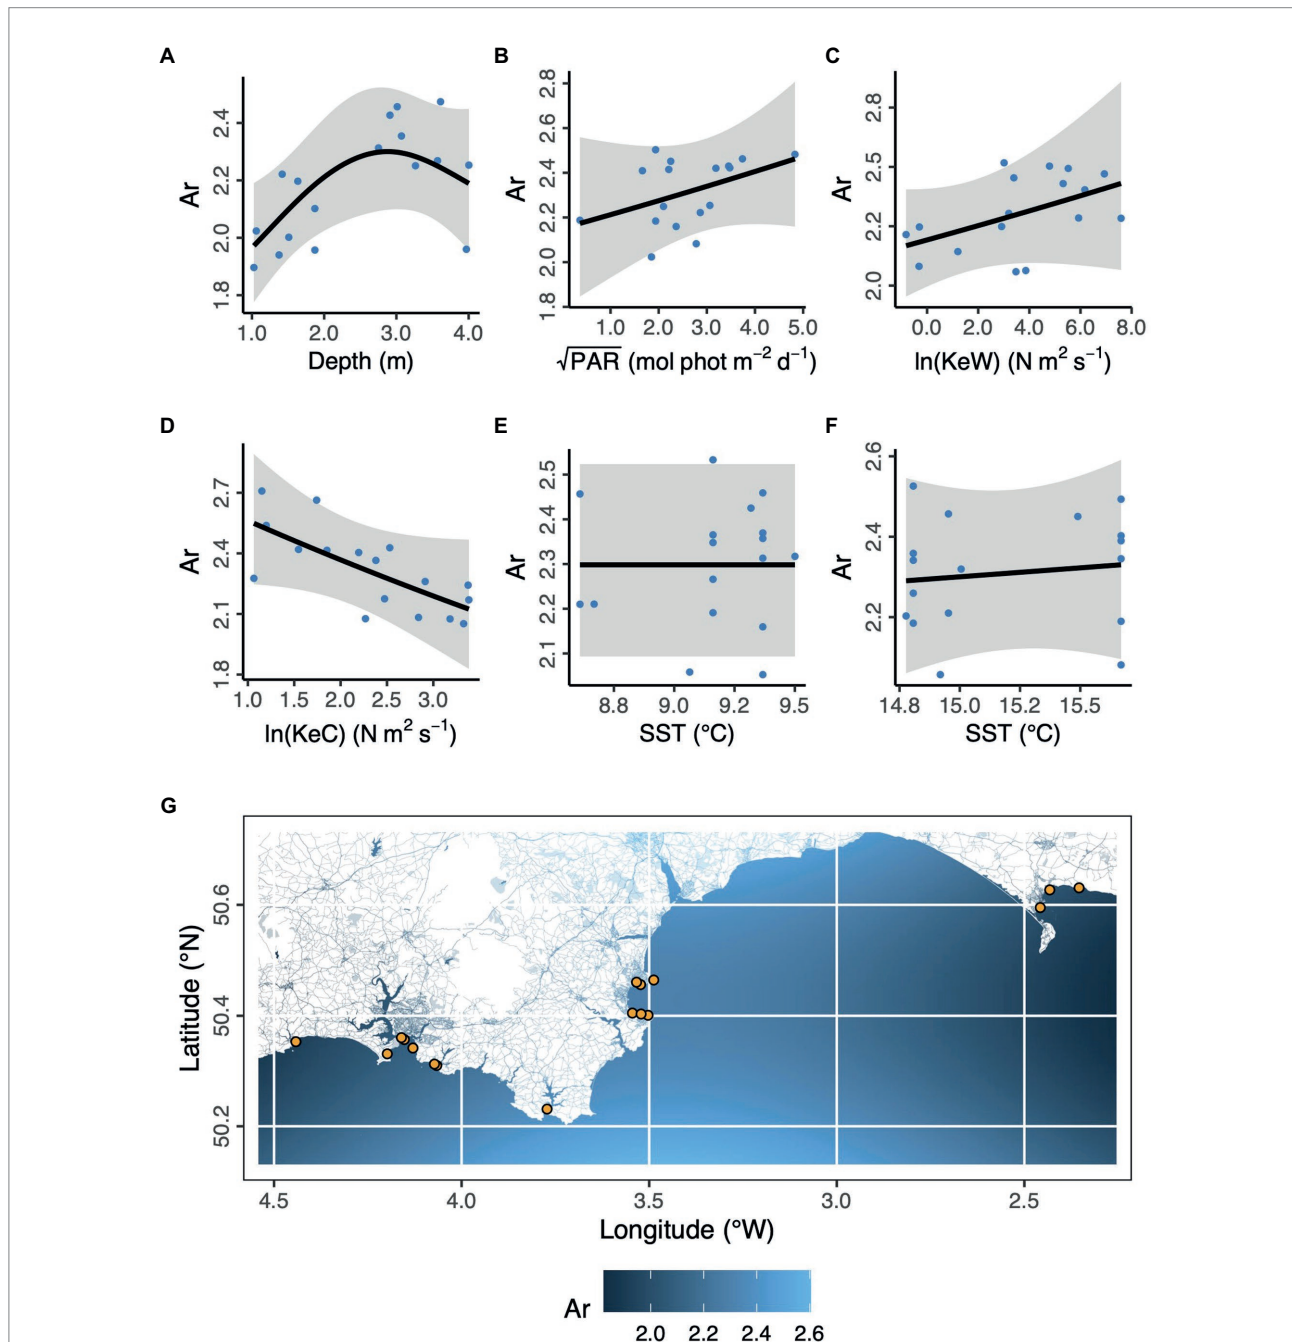 A
B
C
Ar
1.8 2.0 2.2 2.4
1.0 2.0 3.0 4.0
Depth (m)
Ar
1.8 2.0 2.2 2.4 2.6 2.8
1.0 2.0 3.0 4.0 5.0
√PAR (mol phot m⁻² d⁻¹)
Ar
2.0 2.2 2.5 2.8
0.0 2.0 4.0 6.0 8.0
ln(KeW) (N m² s⁻¹)
D
E
F
Ar
1.8 2.1 2.4 2.7
1.0 1.5 2.0 2.5 3.0
ln(KeC) (N m² s⁻¹)
Ar
2.1 2.2 2.3 2.4 2.5
8.8 9.0 9.2 9.5
SST (°C)
Ar
2.2 2.4 2.6
14.8 15.0 15.2 15.5
SST (°C)
G
Latitude (°N)
50.2 50.4 50.6
4.5 4.0 3.5 3.0 2.5
Longitude (°W)
Ar
2.0 2.2 2.4 2.6